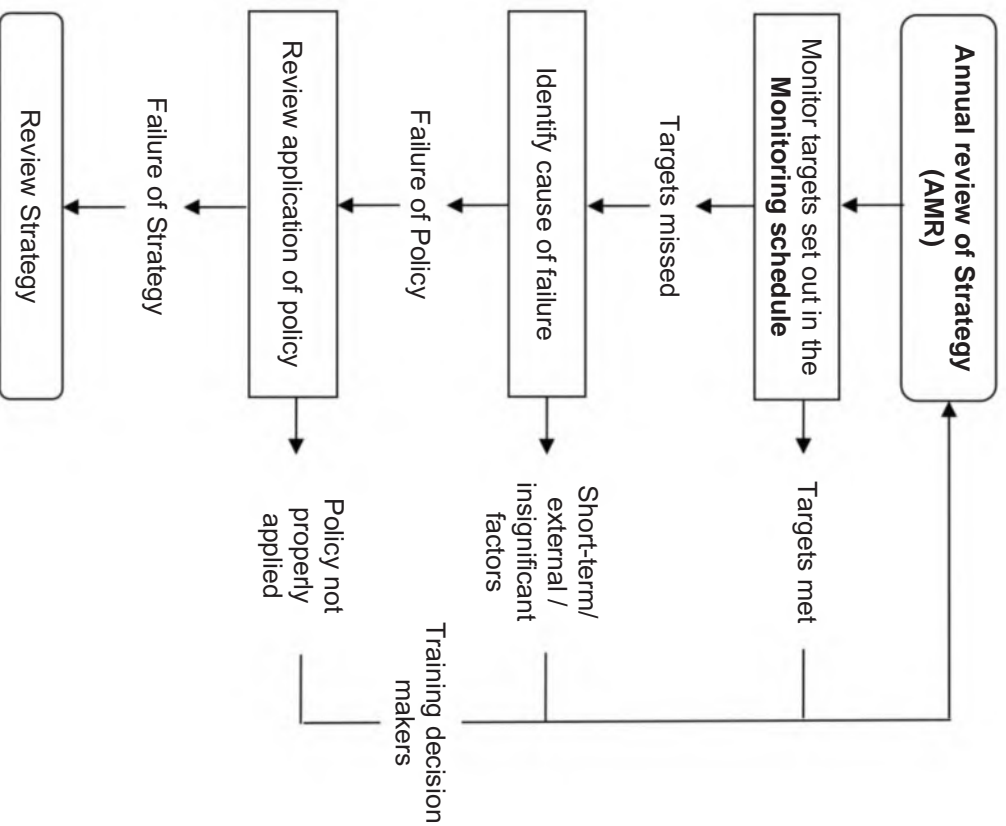 Annual review of Strategy
(AMR)
Monitor targets set out in the
Monitoring schedule
Targets met
Targets missed
Identify cause of failure
Short-term/
external /
insignificant
factors
Failure of Policy
Training decision
makers
Review application of policy
Policy not
properly
applied
Failure of Strategy
Review Strategy